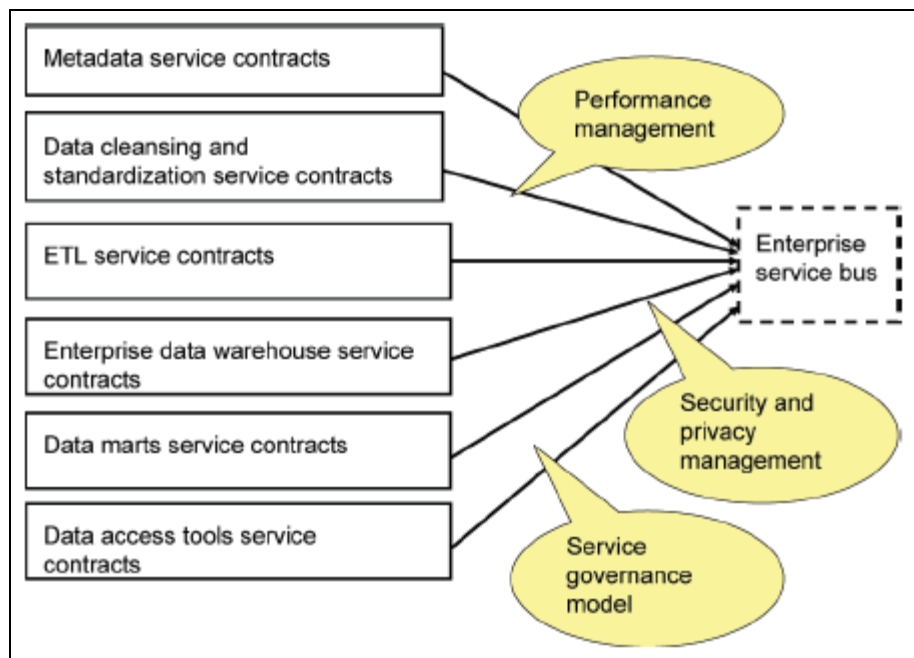 Metadata service contracts
Data cleansing and
standardization service contracts
ETL service contracts
Enterprise data warehouse service
contracts
Data marts service contracts
Data access tools service
contracts
Performance
management
Enterprise
service bus
Security and
privacy
management
Service
governance
model